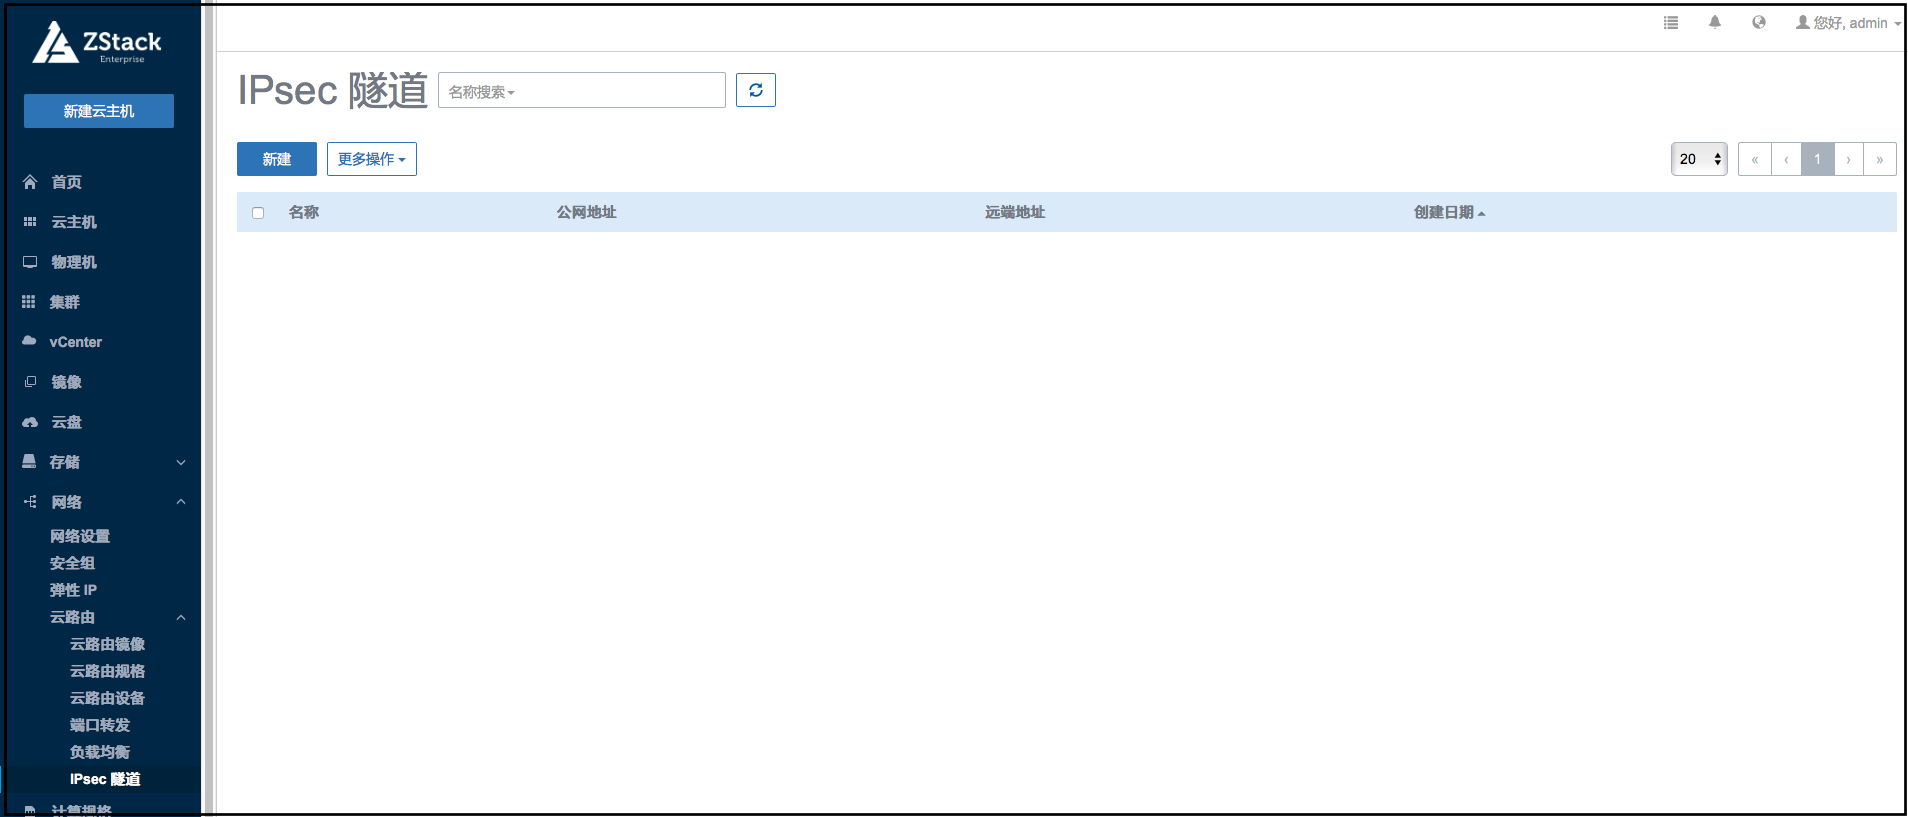 ZStack
Enterprise
新建云主机
首页
云主机
物理机
集群
vCenter
镜像
云盘
存储
网络
网络设置
安全组
弹性 IP
云路由
云路由镜像
云路由规格
云路由设备
端口转发
负载均衡
IPsec 隧道
计算规格
您好, admin
IPsec 隧道
名称搜索
新建
更多操作
20
« ‹ 1 › »
名称 公网地址 远端地址 创建日期